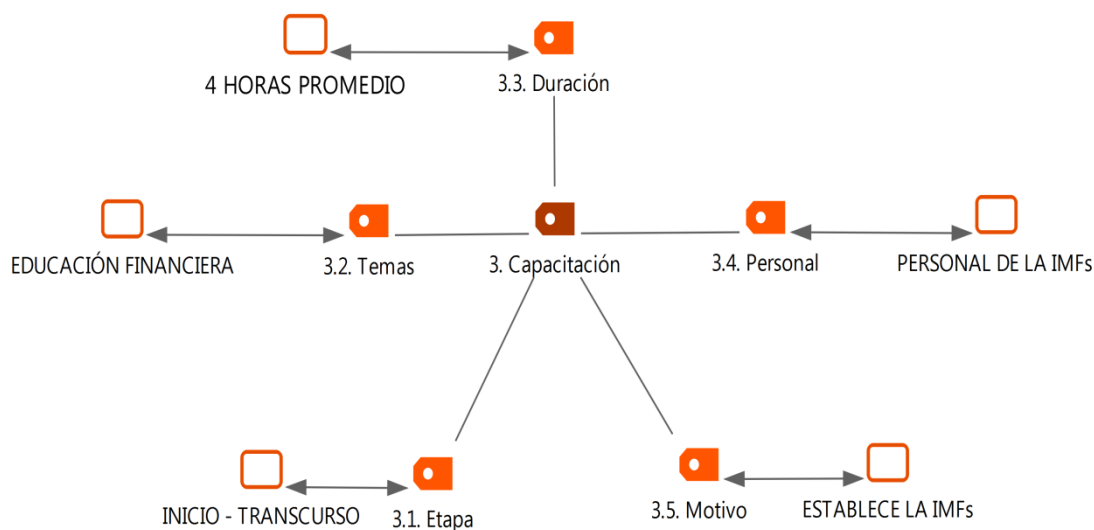 4 HORAS PROMEDIO
3.3. Duración
EDUCACIÓN FINANCIERA
3.2. Temas
3. Capacitación
3.4. Personal
PERSONAL DE LA IMFs
INICIO - TRANSCURSO
3.1. Etapa
3.5. Motivo
ESTABLECE LA IMFs